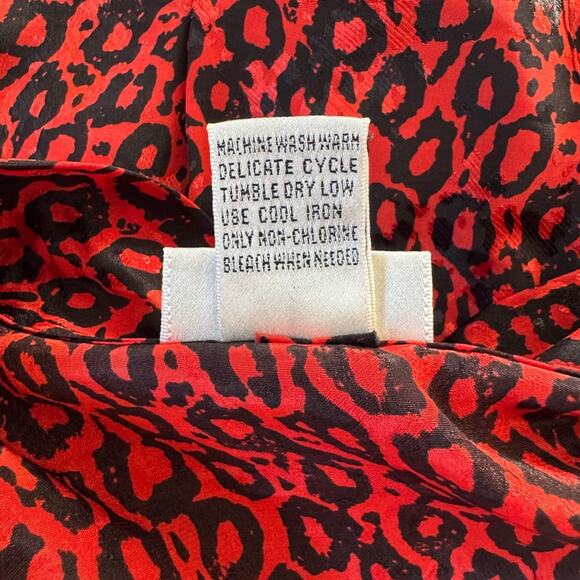 MACHINE WASH WARM
DELICATE CYCLE
TUMBLE DRY LOW
USE COOL IRON
ONLY NON-CHLORINE
BLEACH WHEN NEEDED